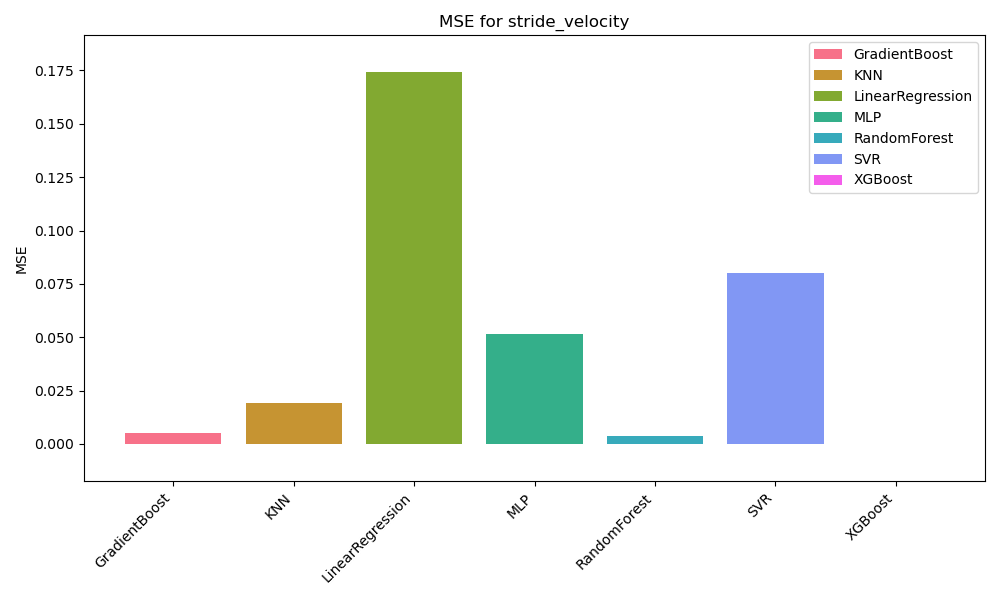 MSE for stride_velocity
GradientBoost
KNN
LinearRegression
MLP
RandomForest
SVR
XGBoost
MSE
0.175
0.150
0.125
0.100
0.075
0.050
0.025
0.000
GradientBoost
KNN
LinearRegression
MLP
RandomForest
SVR
XGBoost